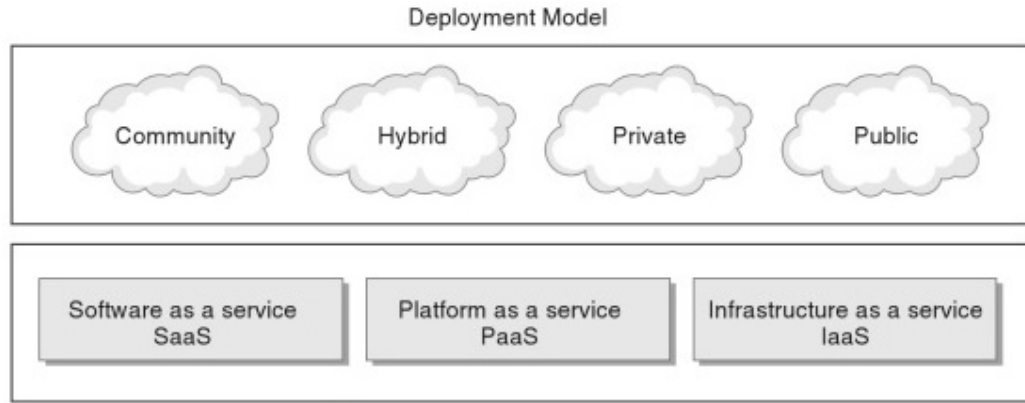 Deployment Model
Community
Hybrid
Private
Public
Software as a service
SaaS
Platform as a service
PaaS
Infrastructure as a service
IaaS